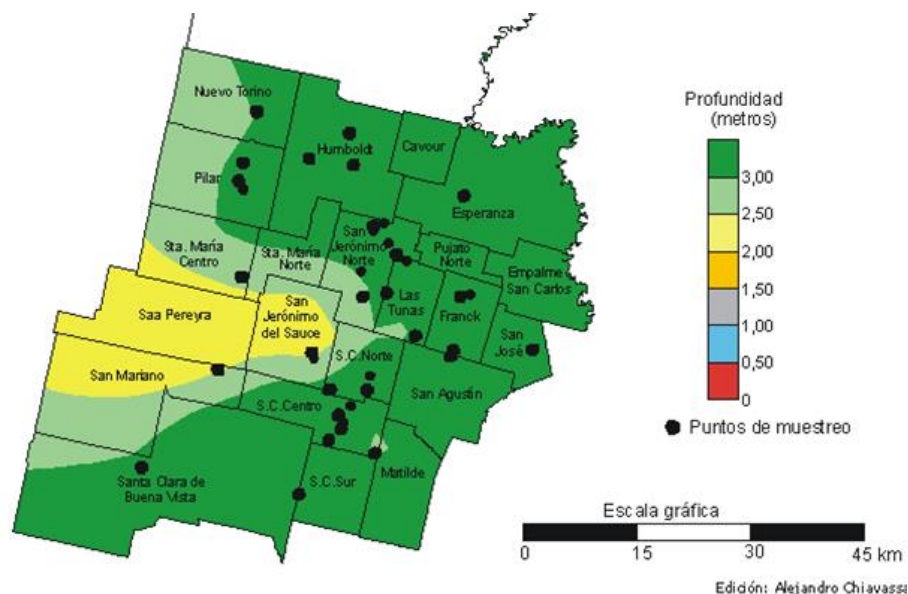 Nuevo Torino
Humboldt
Cavour
Pilar
Esperanza
Sta. María
Centro
Sta. María
Norte
San
Jerónimo
Norte
Pujato
Norte
Empalme
San Carlos
Saa Pereyra
San
Jerónimo
del Sauce
Las
Tunas
Franck
San
José
S.C.Norte
San Mariano
San Agustín
S.C.Centro
Santa Clara de
Buena Vista
S.C.Sur
Matilde
Profundidad
(metros)
3,00
2,50
2,00
1,50
1,00
0,50
0
Puntos de muestreo
Escala gráfica
0 15 30 45 km
Edición: Alejandro Chiavassa